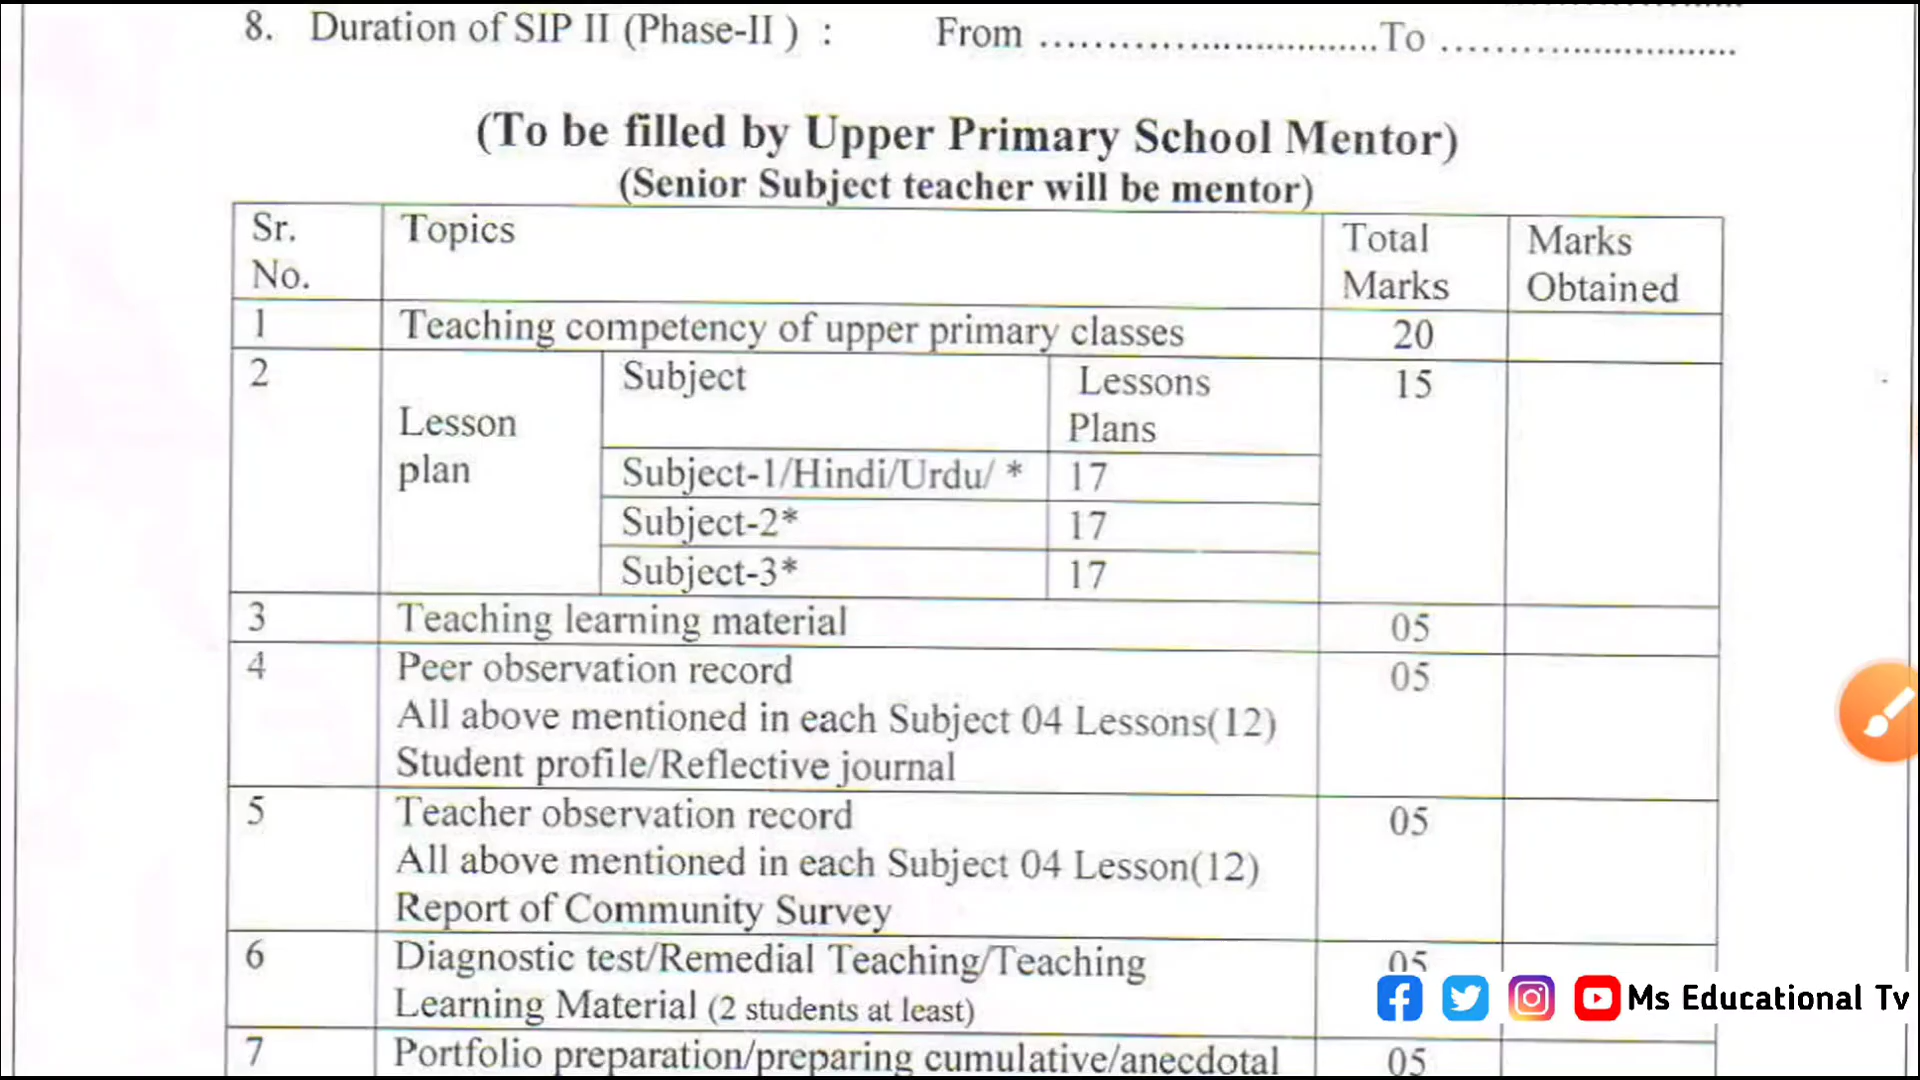 8. Duration of SIP II (Phase-II ) : From ................................To ............................
(To be filled by Upper Primary School Mentor)
(Senior Subject teacher will be mentor)
Sr. No. Topics Total Marks Marks Obtained
1 Teaching competency of upper primary classes 20
2 Lesson plan Subject Lessons Plans 15
Subject-1/Hindi/Urdu/ * 17
Subject-2* 17
Subject-3* 17
3 Teaching learning material 05
4 Peer observation record 05
All above mentioned in each Subject 04 Lessons(12)
Student profile/Reflective journal
5 Teacher observation record 05
All above mentioned in each Subject 04 Lesson(12)
Report of Community Survey
6 Diagnostic test/Remedial Teaching/Teaching 05
Learning Material (2 students at least)
7 Portfolio preparation/preparing cumulative/anecdotal 05
Ms Educational Tv